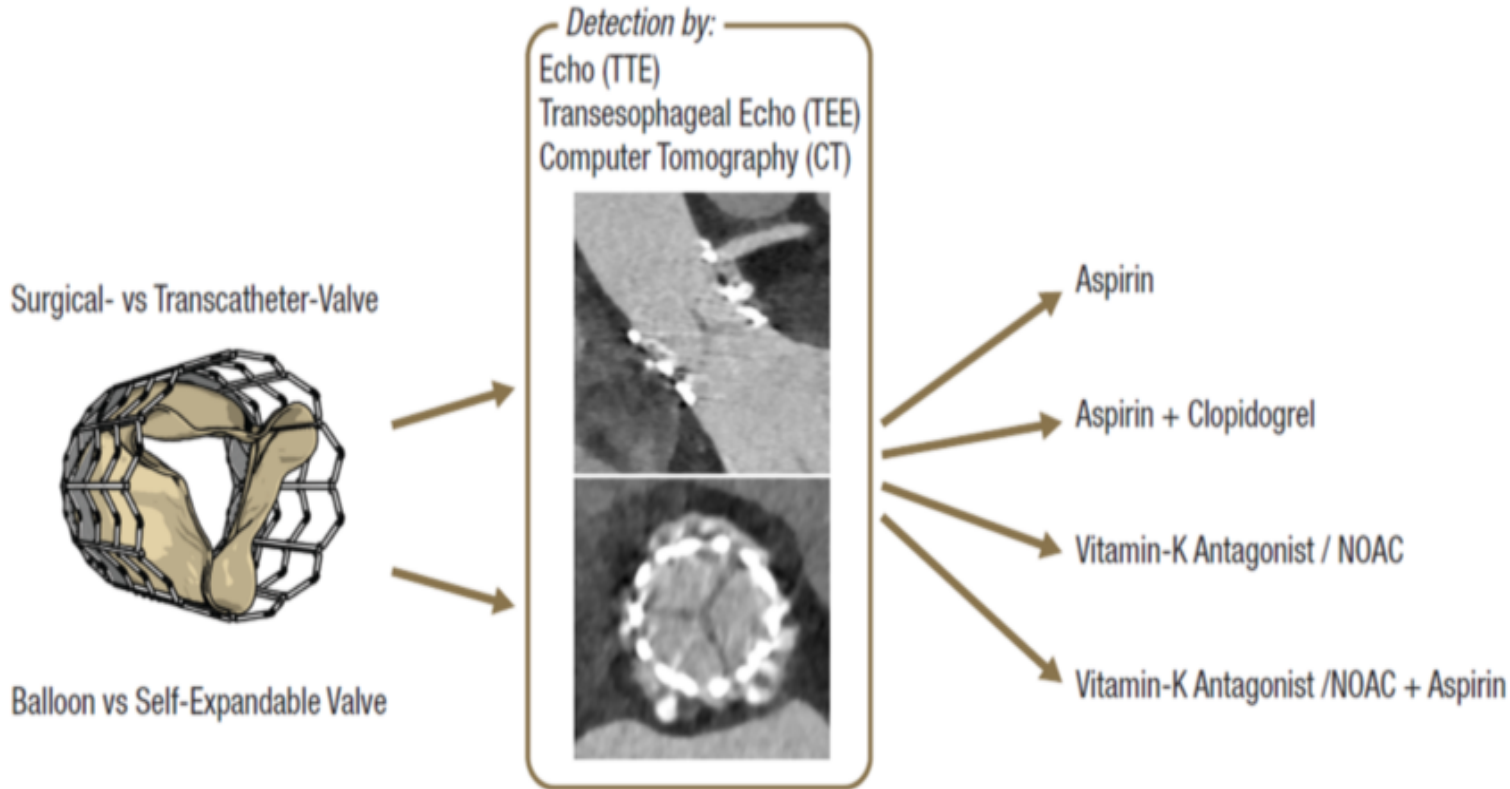 Detection by:
Echo (TTE)
Transesophageal Echo (TEE)
Computer Tomography (CT)
Surgical- vs Transcatheter-Valve
Balloon vs Self-Expandable Valve
Aspirin
Aspirin + Clopidogrel
Vitamin-K Antagonist / NOAC
Vitamin-K Antagonist /NOAC + Aspirin